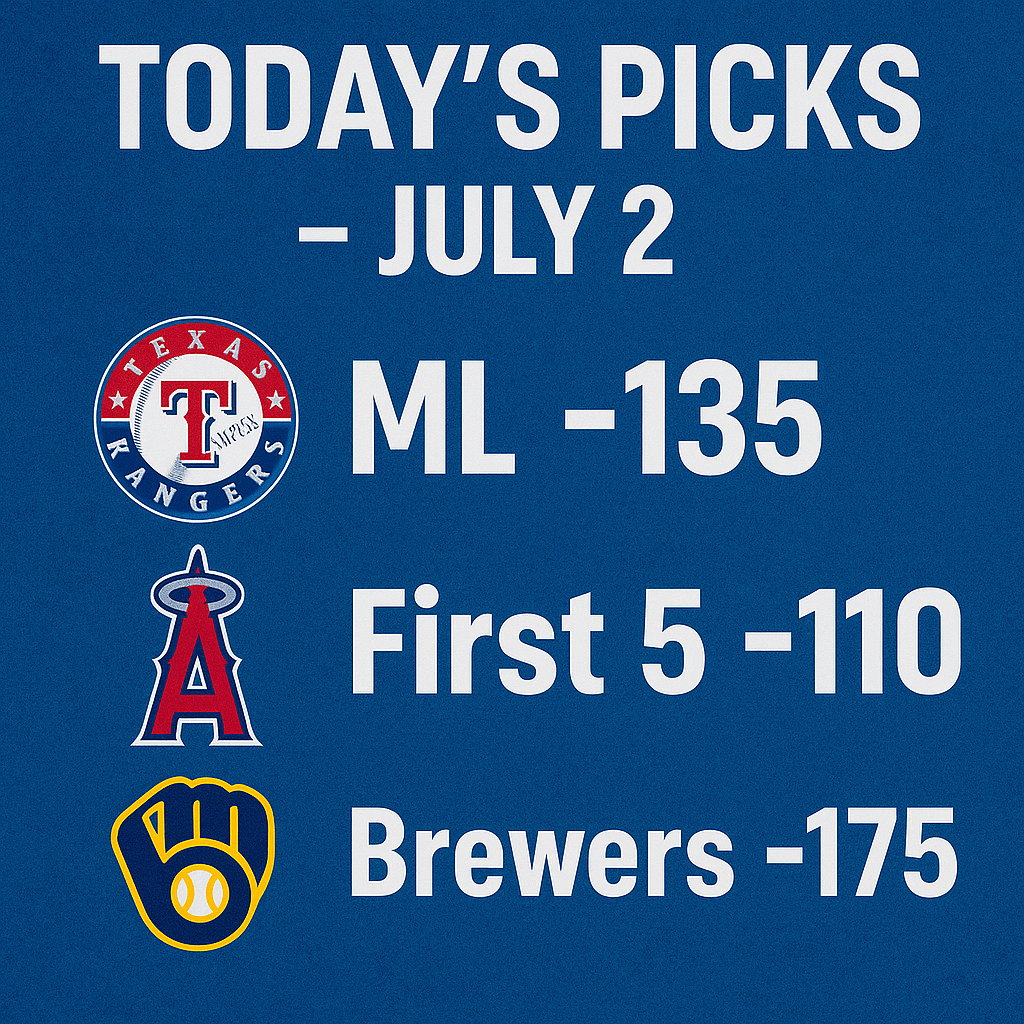 TODAY'S PICKS
– JULY 2
TEXAS
T
RANGERS
ML –135
A
First 5 –110
Brewers –175